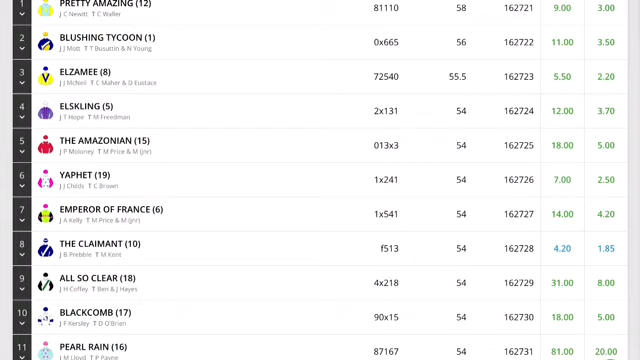 1 PRETTY AMAZING (12) 81110 58 162721 9.00 3.00
J C Newitt T C Waller
2 BLUSHING TYCOON (1) 0x665 56 162722 11.00 3.50
J J Mott T T Busuttin & N Young
3 ELZAMEE (8) 72540 55.5 162723 5.50 2.20
J J McNeil T C Maher & D Eustace
4 ELSKLING (5) 2x131 54 162724 12.00 3.70
J T Hope T M Freedman
5 THE AMAZONIAN (15) 013x3 54 162725 18.00 5.00
J P Moloney T M Price & M (jnr)
6 YAPHET (19) 1x241 54 162726 7.00 2.50
J J Childs T C Brown
7 EMPEROR OF FRANCE (6) 1x541 54 162727 14.00 4.20
J A Kelly T M Price & M (jnr)
8 THE CLAIMANT (10) f513 54 162728 4.20 1.85
J B Prebble T M Kent
9 ALL SO CLEAR (18) 4x218 54 162729 31.00 8.00
J H Coffey T Ben & J Hayes
10 BLACKCOMB (17) 90x15 54 162730 18.00 5.00
J F Kersley T D O'Brien
11 PEARL RAIN (16) 87167 54 162731 81.00 20.00
J M Lloyd T P Payne